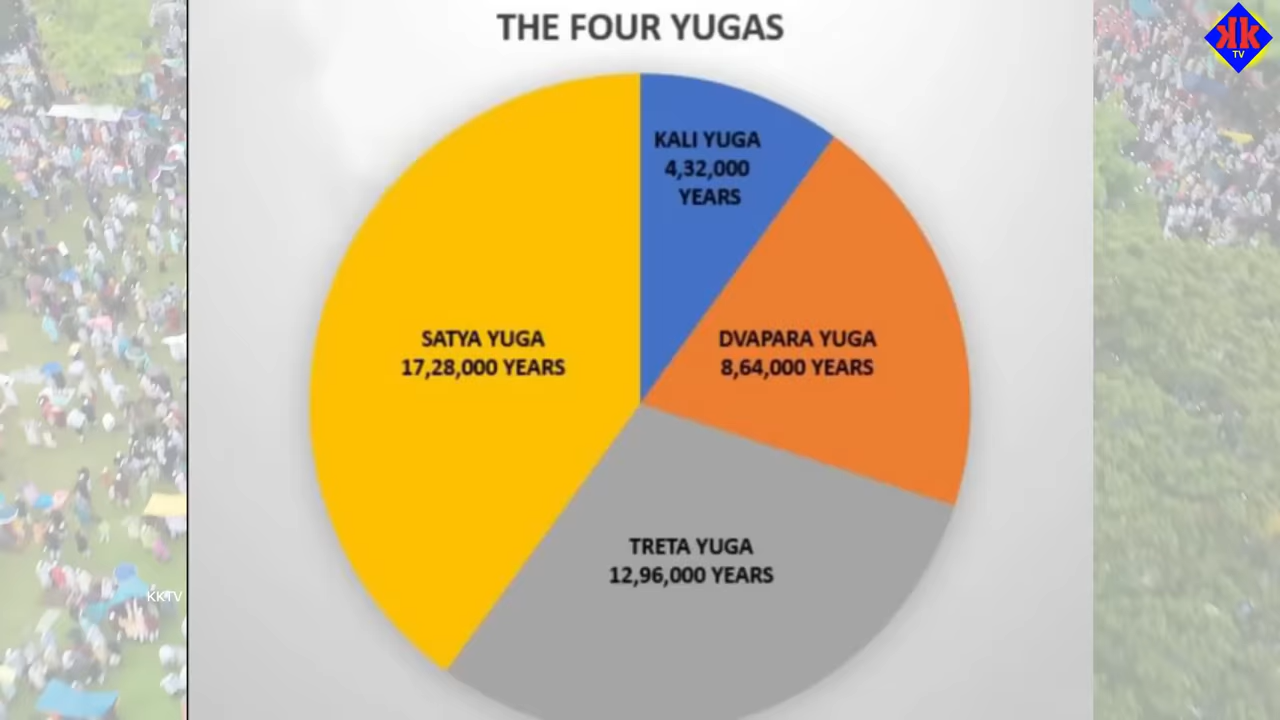 THE FOUR YUGAS
kk
TV
KALI YUGA
4,32,000
YEARS
SATYA YUGA
17,28,000 YEARS
DVAPARA YUGA
8,64,000 YEARS
TRETA YUGA
12,96,000 YEARS
KKTV